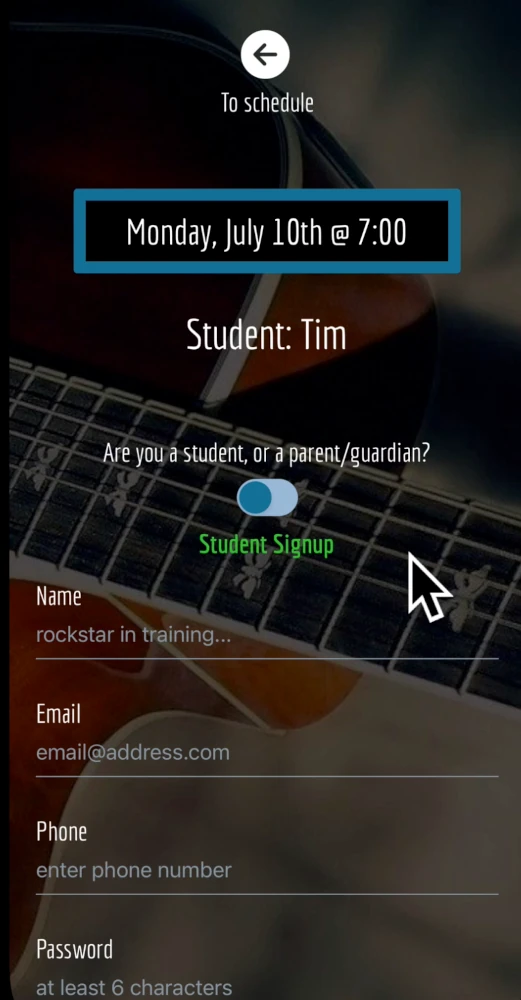 To schedule
Monday, July 10th @ 7:00
Student: Tim
Are you a student, or a parent/guardian?
Student Signup
Name
rockstar in training...
Email
email@address.com
Phone
enter phone number
Password
at least 6 characters